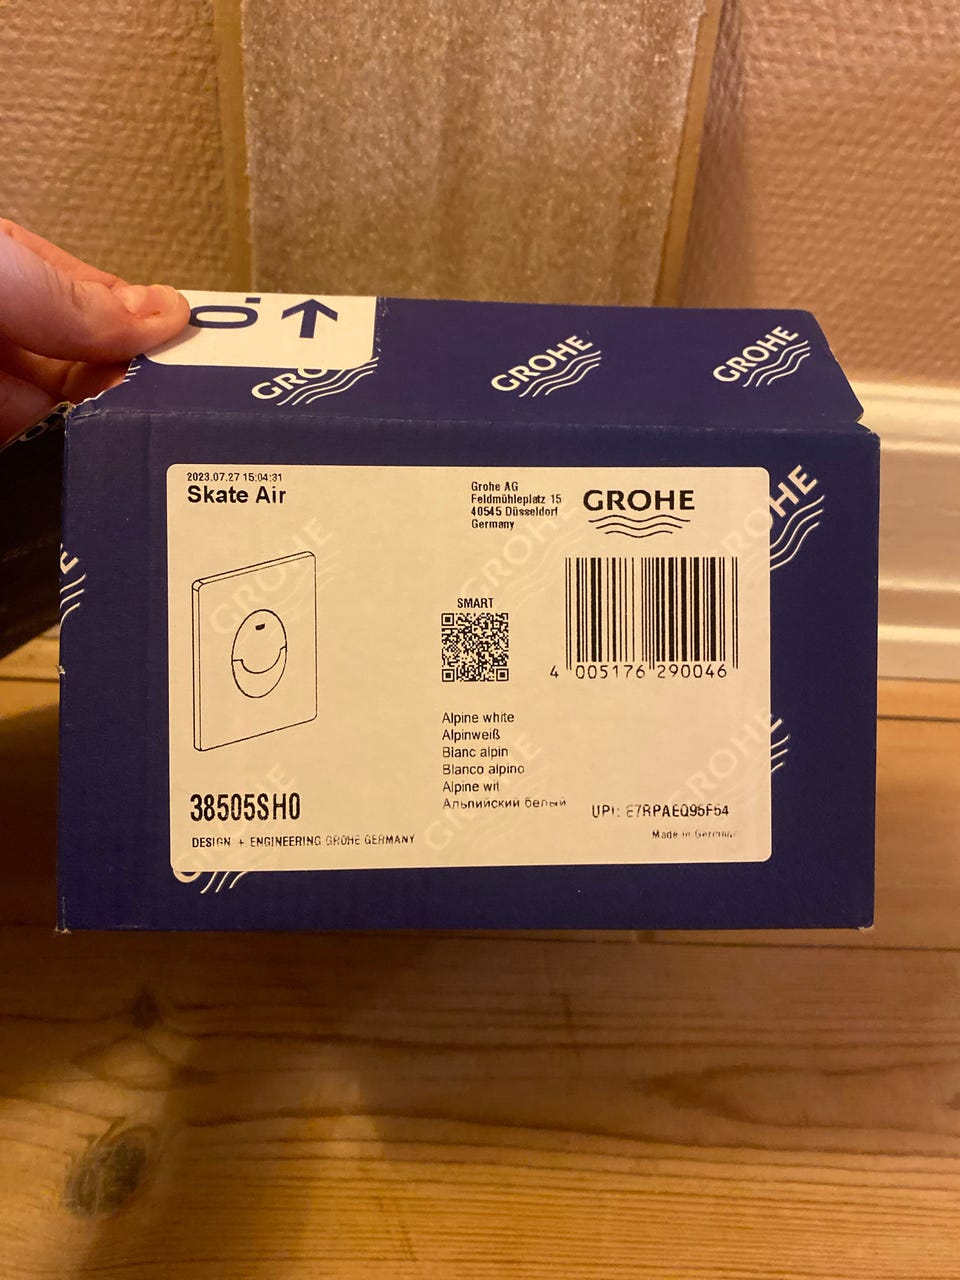 GROHE
GROHE
GROHE
2023.07.27 15:04:31
Skate Air
Grohe AG
Feldmühleplatz 15
40545 Düsseldorf
Germany
GROHE
SMART
4 005176 290046
Alpine white
Alpinweiß
Blanc alpin
Blanco alpino
Alpine wit
Альпийский белый
38505SH0
UPI: E7RPAEQ95F54
DESIGN + ENGINEERING GROHE GERMANY
Made in Germany